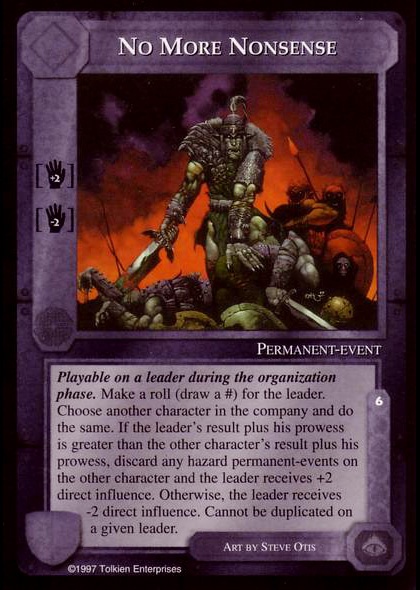 No More Nonsense
[+2]
[-2]
Permanent-event
Playable on a leader during the organization
phase. Make a roll (draw a #) for the leader.
Choose another character in the company and do
the same. If the leader's result plus his prowess
is greater than the other character's result plus his
prowess, discard any hazard permanent-events on
the other character and the leader receives +2
direct influence. Otherwise, the leader receives
-2 direct influence. Cannot be duplicated on
a given leader.
6
Art by Steve Otis
©1997 Tolkien Enterprises